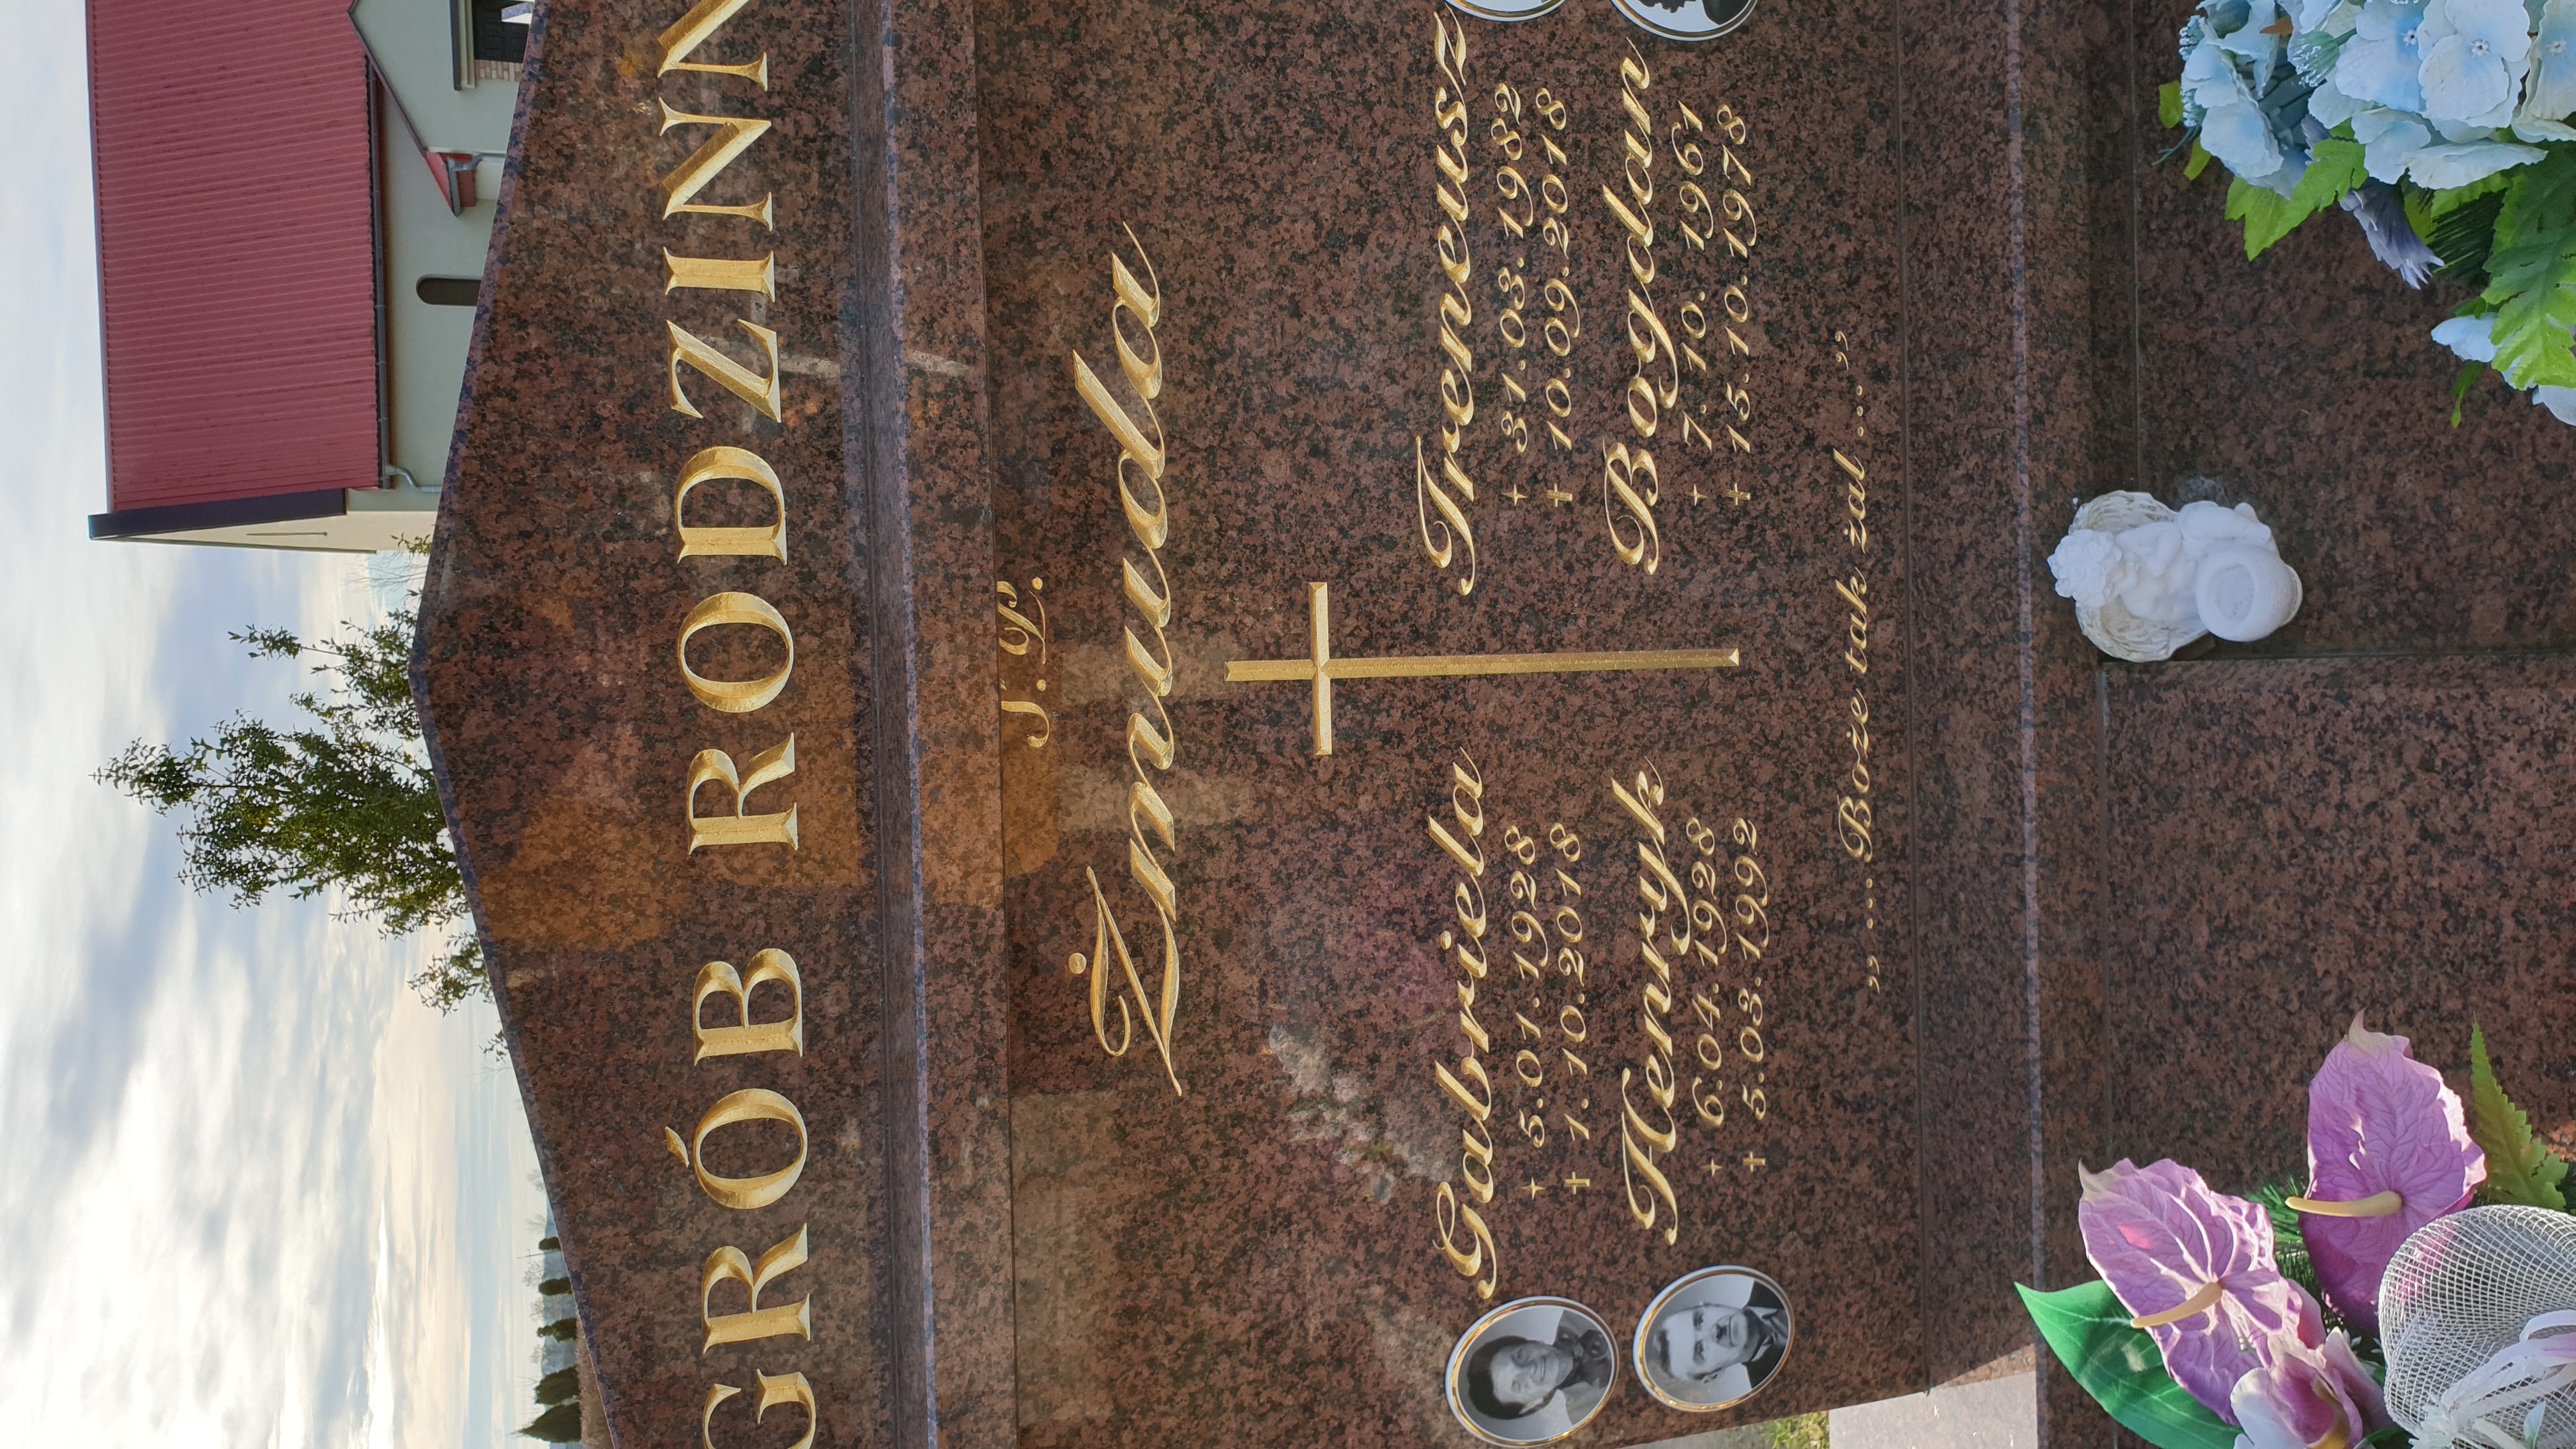 GRÓB RODZINN
Ś.P.
Żmuda
Gabriela
* 5.01.1928
+ 1.10.2018
Henryk
* 6.04.1928
+ 5.03.1992
Ireneusz
* 31.03.1982
+ 10.09.2018
Bogdan
* 7.10.1961
+ 15.10.1978
,,...Boże tak żal...,,